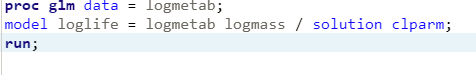 proc glm data = logmetab;
model loglife = logmetab logmass / solution clparm;
run;